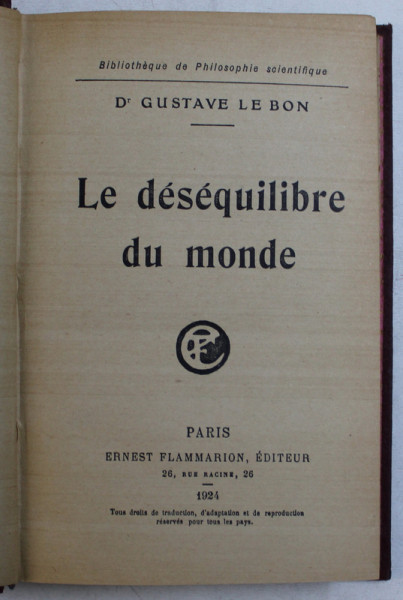 Bibliothèque de Philosophie scientifique
Dr GUSTAVE LE BON
Le déséquilibre
du monde
PARIS
ERNEST FLAMMARION, ÉDITEUR
26, RUE RACINE, 26
1924
Tous droits de traduction, d'adaptation et de reproduction
réservés pour tous les pays.